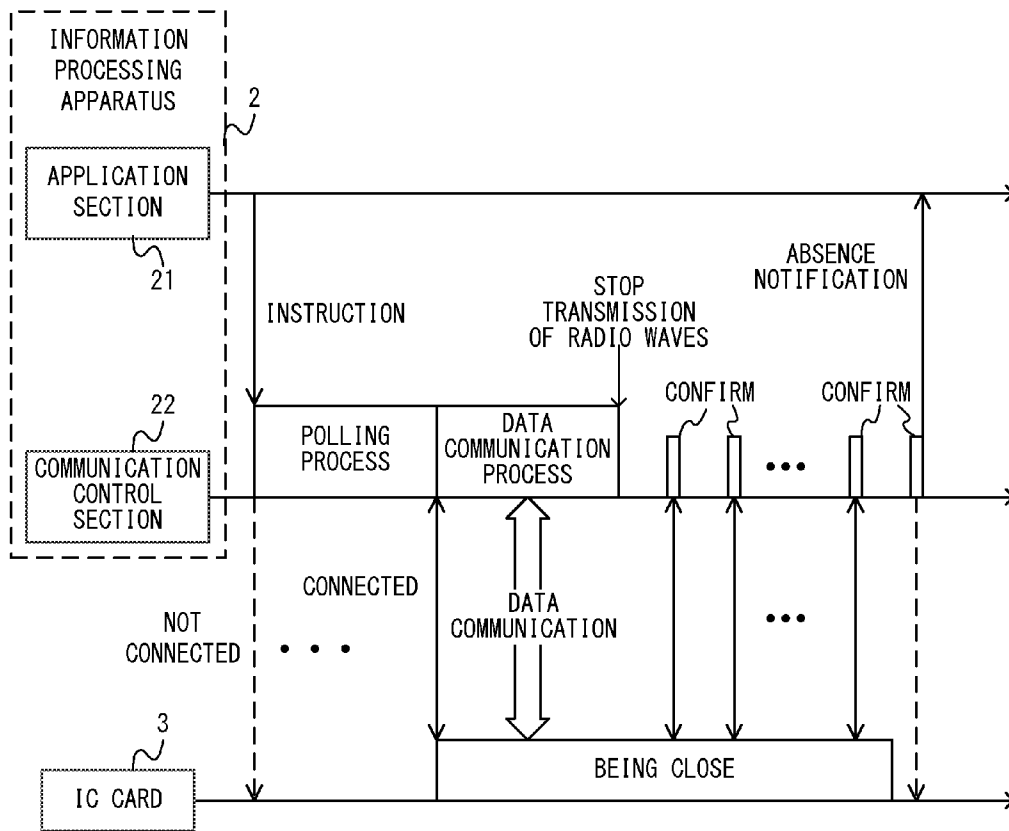 INFORMATION
PROCESSING
APPARATUS
2
APPLICATION
SECTION
21
INSTRUCTION
STOP
TRANSMISSION
OF RADIO WAVES
ABSENCE
NOTIFICATION
CONFIRM
CONFIRM
22
COMMUNICATION
CONTROL
SECTION
POLLING
PROCESS
DATA
COMMUNICATION
PROCESS
NOT
CONNECTED
CONNECTED
DATA
COMMUNICATION
3
IC CARD
BEING CLOSE